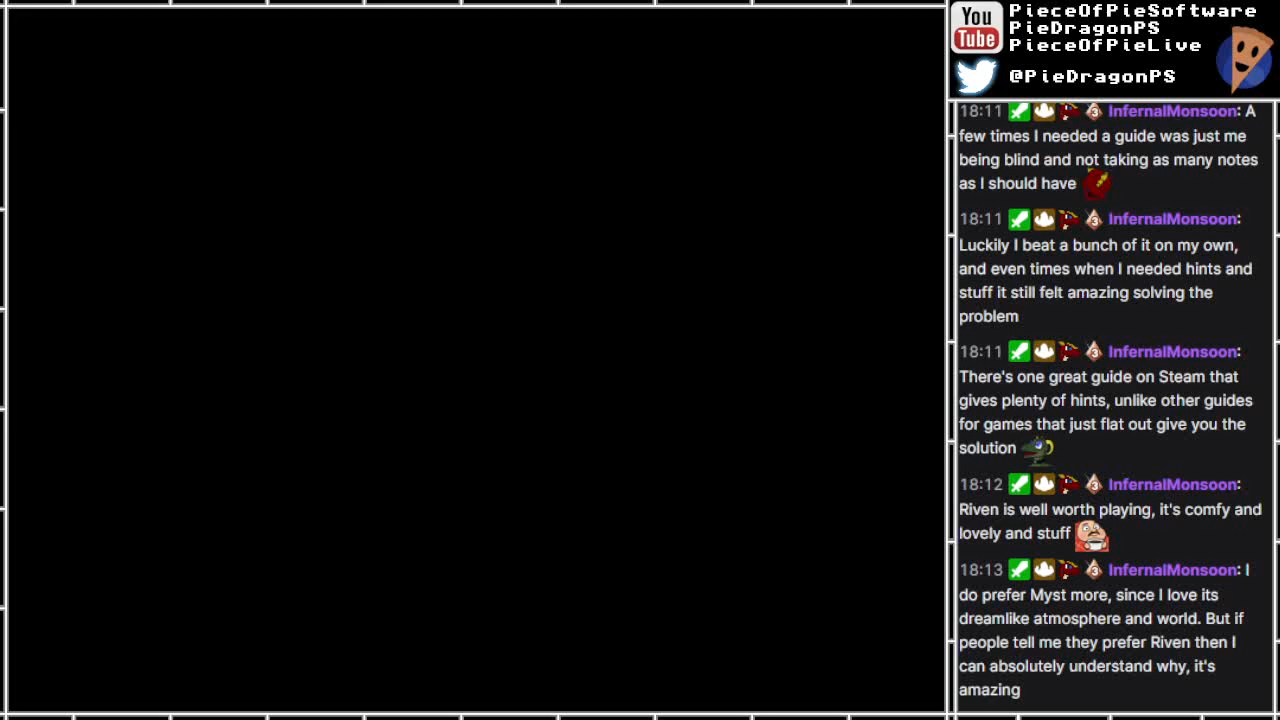 You
Tube
PieceOfPieSoftware
PieDragonPS
PieceOfPieLive
@PieDragonPS
18:11 3 InfernalMonsoon: A
few times I needed a guide was just me
being blind and not taking as many notes
as I should have
18:11 3 InfernalMonsoon:
Luckily I beat a bunch of it on my own,
and even times when I needed hints and
stuff it still felt amazing solving the
problem
18:11 3 InfernalMonsoon:
There's one great guide on Steam that
gives plenty of hints, unlike other guides
for games that just flat out give you the
solution
18:12 3 InfernalMonsoon:
Riven is well worth playing, it's comfy and
lovely and stuff
18:13 3 InfernalMonsoon: I
do prefer Myst more, since I love its
dreamlike atmosphere and world. But if
people tell me they prefer Riven then I
can absolutely understand why, it's
amazing